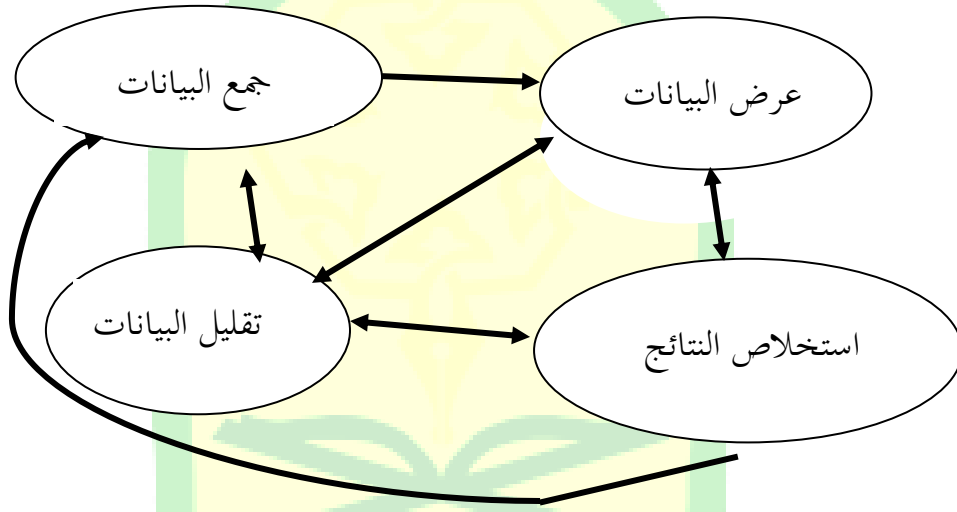 جمع البيانات
عرض البيانات
تقليل البيانات
استخلاص النتائج